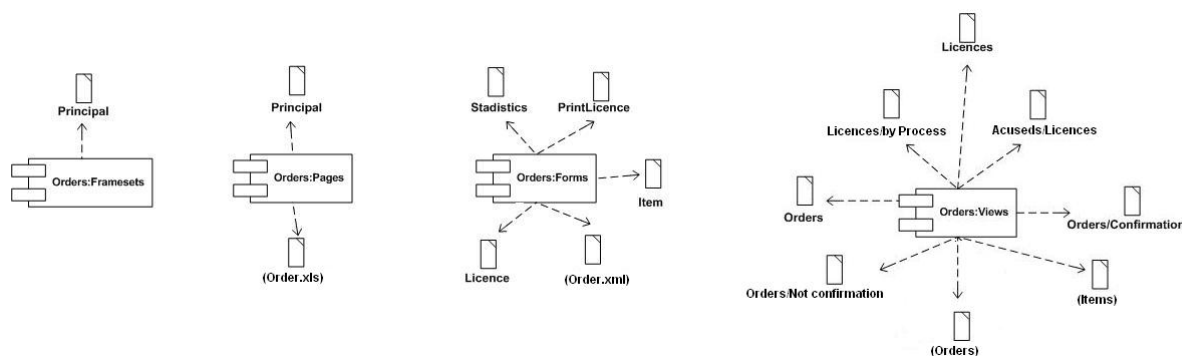 Principal
Orders:Framesets
Principal
Orders:Pages
(Order.xls)
Stadistics
PrintLicence
Orders:Forms
Item
Licence
(Order.xml)
Licences
Licences/by Process
Acuseds/Licences
Orders
Orders:Views
Orders/Confirmation
Orders/Not confirmation
(Items)
(Orders)